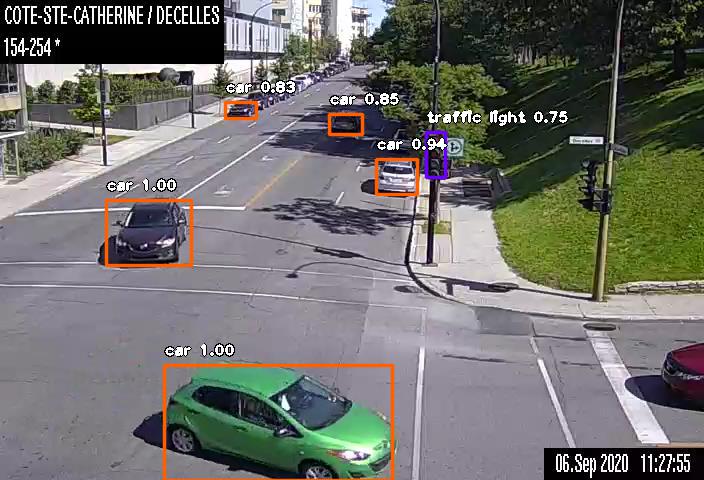 COTE-STE-CATHERINE / DECELLES
154-254 *
car 0.83
car 0.85
traffic light 0.75
car 0.94
car 1.00
car 1.00
06.Sep 2020 11:27:55